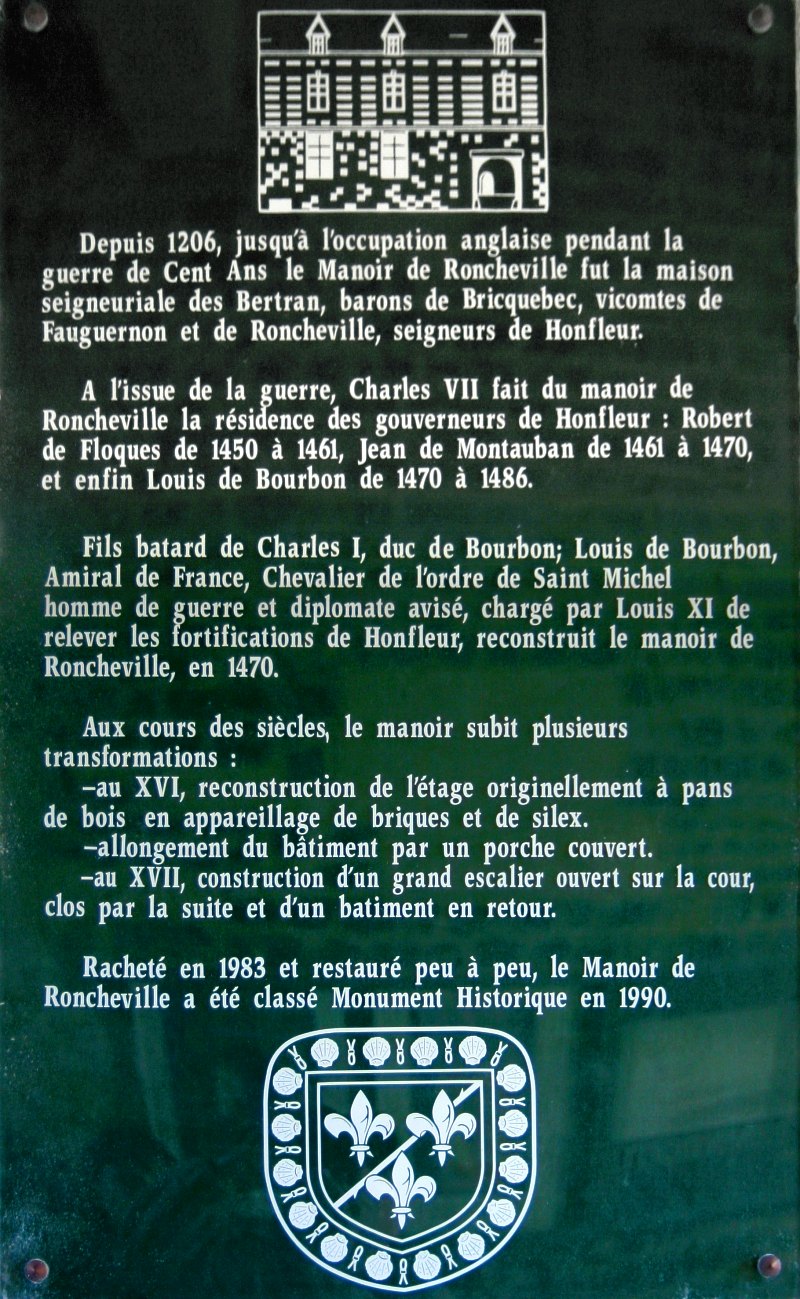 Depuis 1206, jusqu'à l'occupation anglaise pendant la
guerre de Cent Ans le Manoir de Roncheville fut la maison
seigneuriale des Bertran, barons de Bricquebec, vicomtes de
Fauguernon et de Roncheville, seigneurs de Honfleur.
A l'issue de la guerre, Charles VII fait du manoir de
Roncheville la résidence des gouverneurs de Honfleur : Robert
de Floques de 1450 à 1461, Jean de Montauban de 1461 à 1470,
et enfin Louis de Bourbon de 1470 à 1486.
Fils batard de Charles I, duc de Bourbon; Louis de Bourbon,
Amiral de France, Chevalier de l'ordre de Saint Michel
homme de guerre et diplomate avisé, chargé par Louis XI de
relever les fortifications de Honfleur, reconstruit le manoir de
Roncheville, en 1470.
Aux cours des siècles, le manoir subit plusieurs
transformations :
–au XVI, reconstruction de l'étage originellement à pans
de bois en appareillage de briques et de silex.
–allongement du bâtiment par un porche couvert.
–au XVII, construction d'un grand escalier ouvert sur la cour,
clos par la suite et d'un batiment en retour.
Racheté en 1983 et restauré peu à peu, le Manoir de
Roncheville a été classé Monument Historique en 1990.